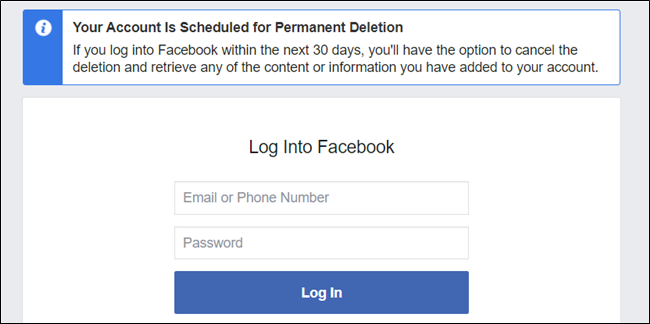 Your Account Is Scheduled for Permanent Deletion
If you log into Facebook within the next 30 days, you'll have the option to cancel the
deletion and retrieve any of the content or information you have added to your account.
Log Into Facebook
Email or Phone Number
Password
Log In